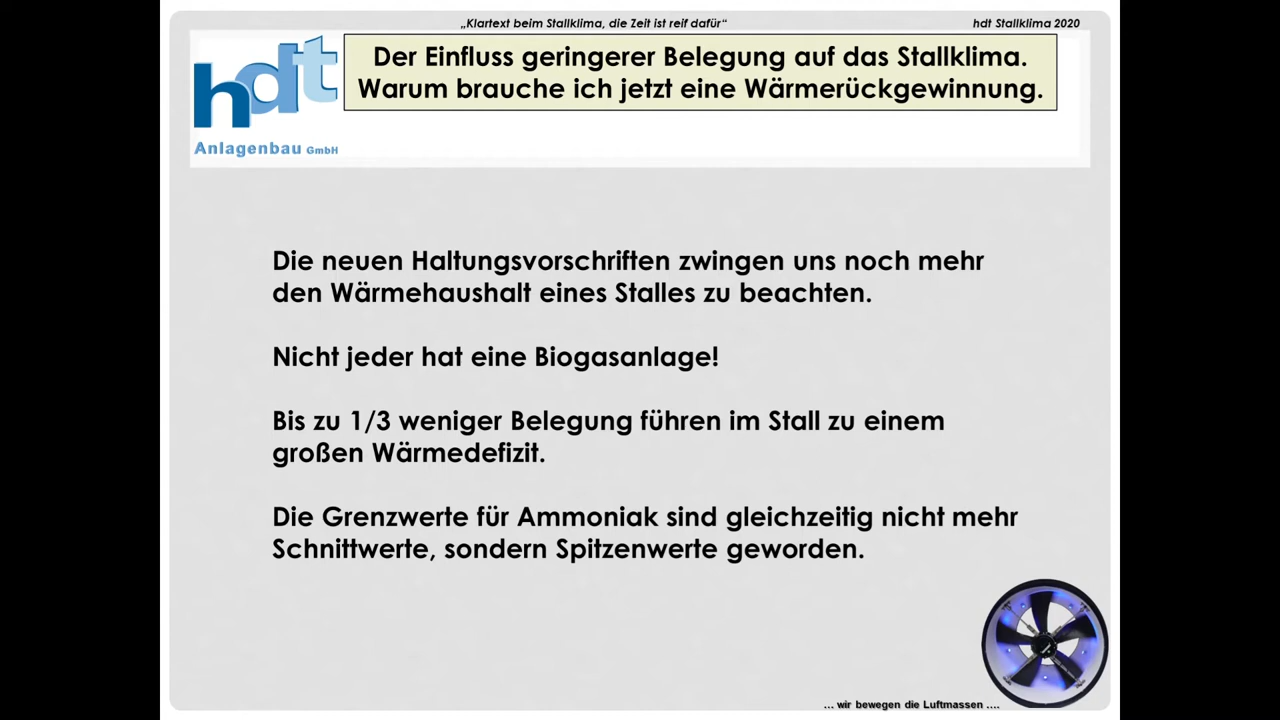 „Klartext beim Stallklima, die Zeit ist reif dafür“
hdt Stallklima 2020
hdt
Anlagenbau GmbH
Der Einfluss geringerer Belegung auf das Stallklima.
Warum brauche ich jetzt eine Wärmerückgewinnung.
Die neuen Haltungsvorschriften zwingen uns noch mehr
den Wärmehaushalt eines Stalles zu beachten.
Nicht jeder hat eine Biogasanlage!
Bis zu 1/3 weniger Belegung führen im Stall zu einem
großen Wärmedefizit.
Die Grenzwerte für Ammoniak sind gleichzeitig nicht mehr
Schnittwerte, sondern Spitzenwerte geworden.
... wir bewegen die Luftmassen ....